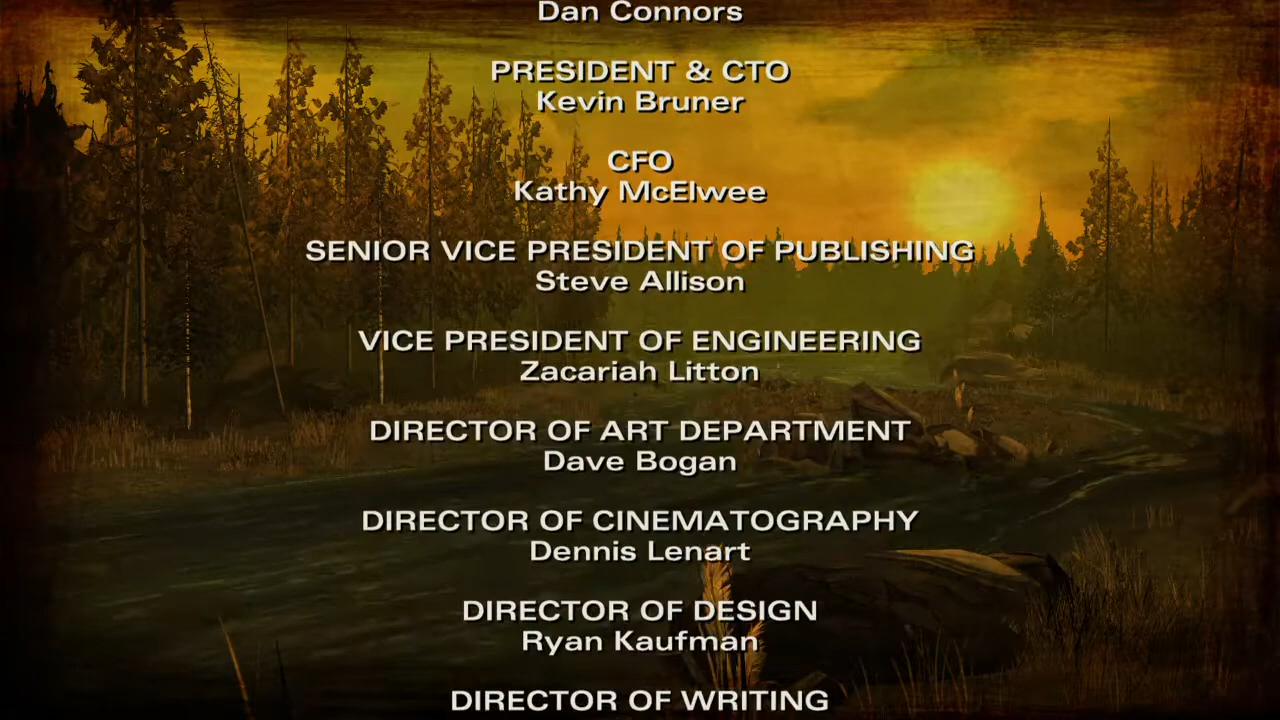 Dan Connors
PRESIDENT & CTO
Kevin Bruner
CFO
Kathy McElwee
SENIOR VICE PRESIDENT OF PUBLISHING
Steve Allison
VICE PRESIDENT OF ENGINEERING
Zacariah Litton
DIRECTOR OF ART DEPARTMENT
Dave Bogan
DIRECTOR OF CINEMATOGRAPHY
Dennis Lenart
DIRECTOR OF DESIGN
Ryan Kaufman
DIRECTOR OF WRITING